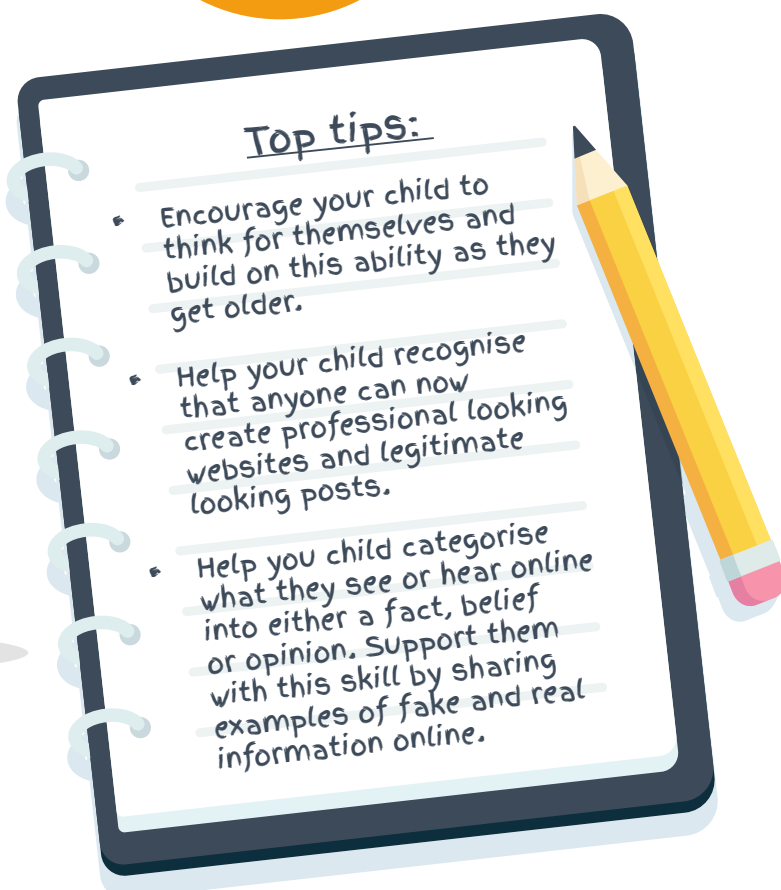 Top tips:
Encourage your child to
think for themselves and
build on this ability as they
get older.
Help your child recognise
that anyone can now
create professional looking
websites and legitimate
looking posts.
Help you child categorise
what they see or hear online
into either a fact, belief
or opinion. Support them
with this skill by sharing
examples of fake and real
information online.